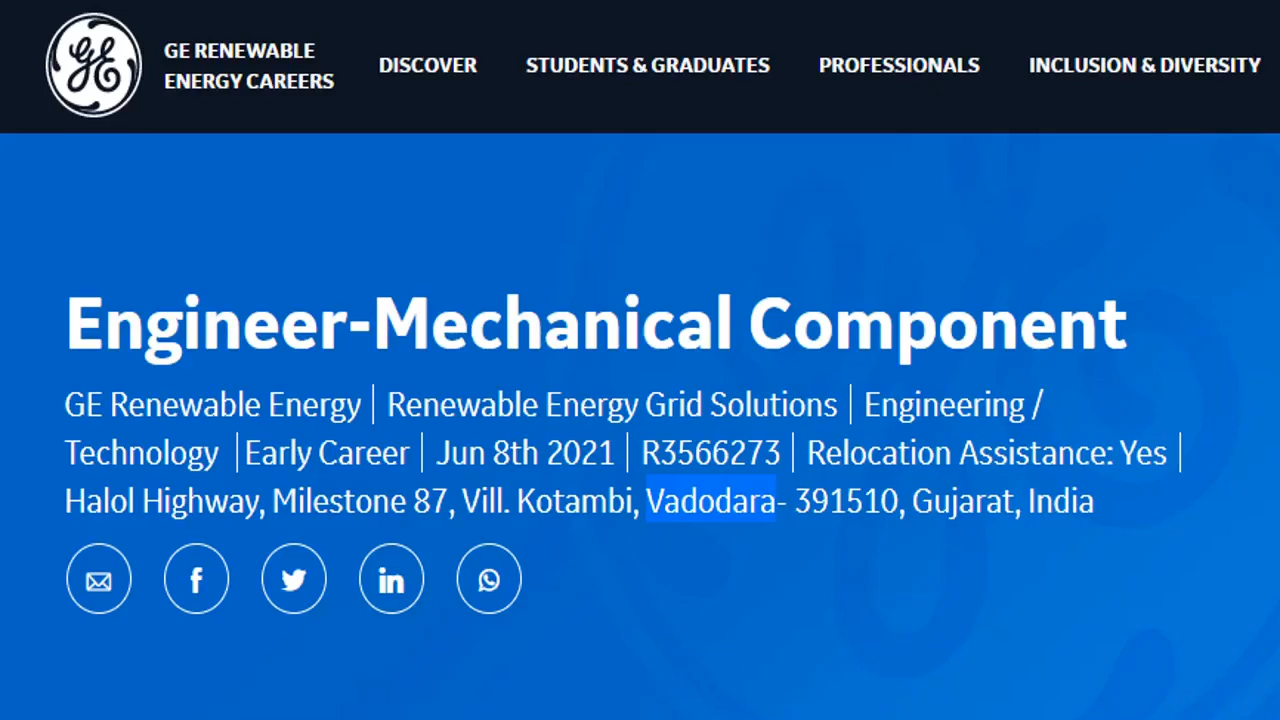 GE
GE RENEWABLE
ENERGY CAREERS
DISCOVER
STUDENTS & GRADUATES
PROFESSIONALS
INCLUSION & DIVERSITY
Engineer-Mechanical Component
GE Renewable Energy | Renewable Energy Grid Solutions | Engineering /
Technology | Early Career | Jun 8th 2021 | R3566273 | Relocation Assistance: Yes |
Halol Highway, Milestone 87, Vill. Kotambi, Vadodara- 391510, Gujarat, India
f
in